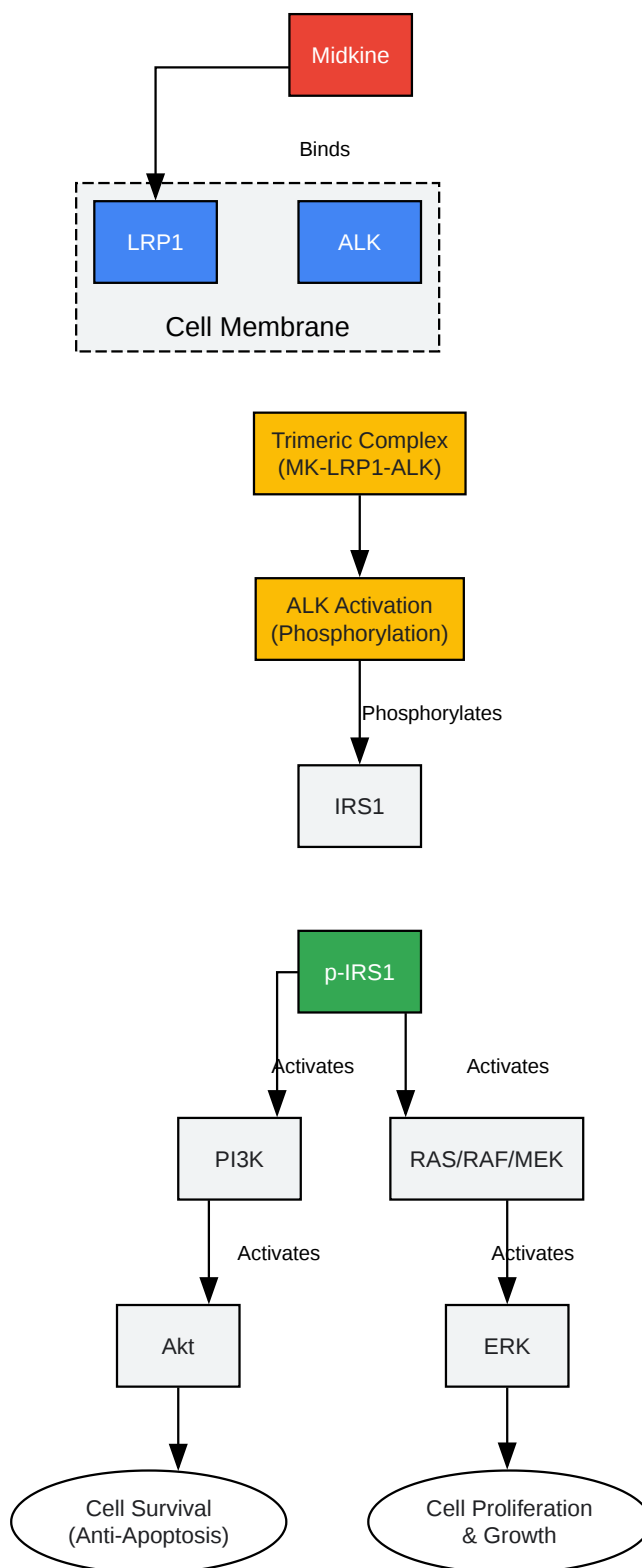 Midkine
Binds
LRP1
ALK
Cell Membrane
Trimeric Complex
(MK-LRP1-ALK)
ALK Activation
(Phosphorylation)
Phosphorylates
IRS1
p-IRS1
Activates
Activates
PI3K
RAS/RAF/MEK
Activates
Activates
Akt
ERK
Cell Survival
(Anti-Apoptosis)
Cell Proliferation
& Growth